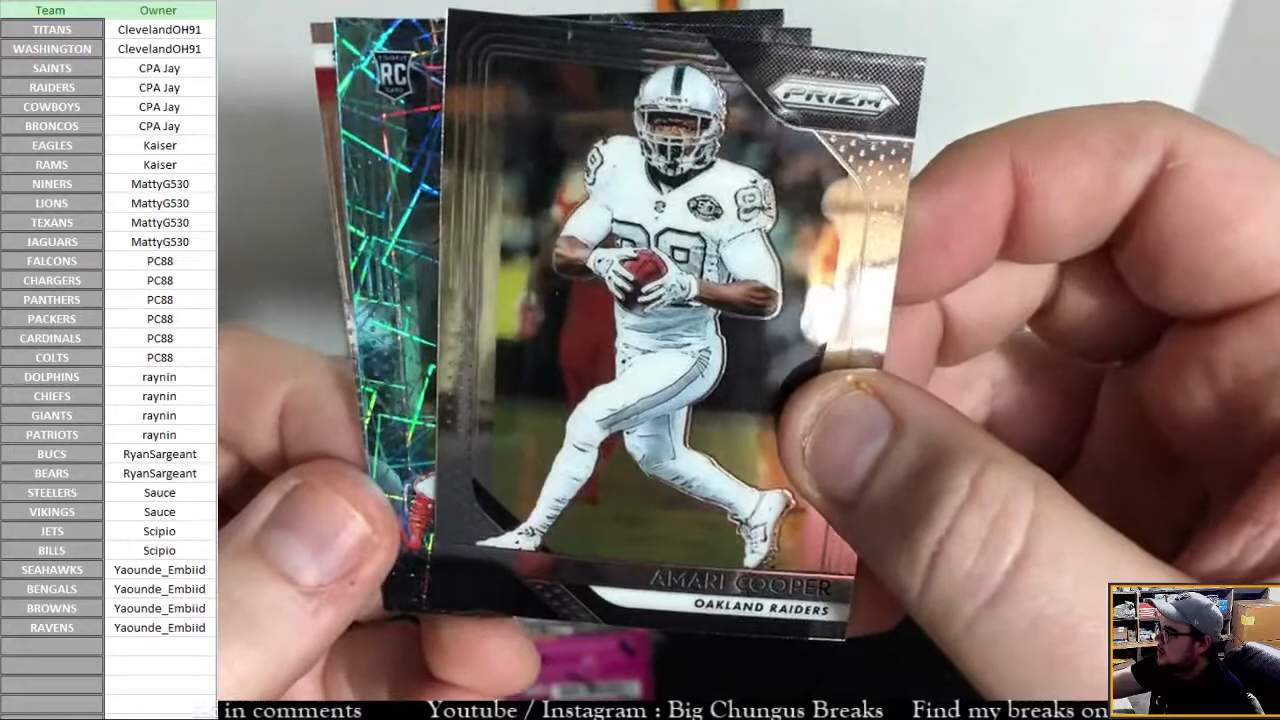 Team Owner
TITANS ClevelandOH91
WASHINGTON ClevelandOH91
SAINTS CPA Jay
RAIDERS CPA Jay
COWBOYS CPA Jay
BRONCOS CPA Jay
EAGLES Kaiser
RAMS Kaiser
NINERS MattyG530
LIONS MattyG530
TEXANS MattyG530
JAGUARS MattyG530
FALCONS PC88
CHARGERS PC88
PANTHERS PC88
PACKERS PC88
CARDINALS PC88
COLTS PC88
DOLPHINS raynin
CHIEFS raynin
GIANTS raynin
PATRIOTS raynin
BUCS RyanSargeant
BEARS RyanSargeant
STEELERS Sauce
VIKINGS Sauce
JETS Scipio
BILLS Scipio
SEAHAWKS Yaounde_Embiid
BENGALS Yaounde_Embiid
BROWNS Yaounde_Embiid
RAVENS Yaounde_Embiid
RC
PRIZM
89
AMARI COOPER
OAKLAND RAIDERS
in comments Youtube / Instagram : Big Chungus Breaks Find my breaks on